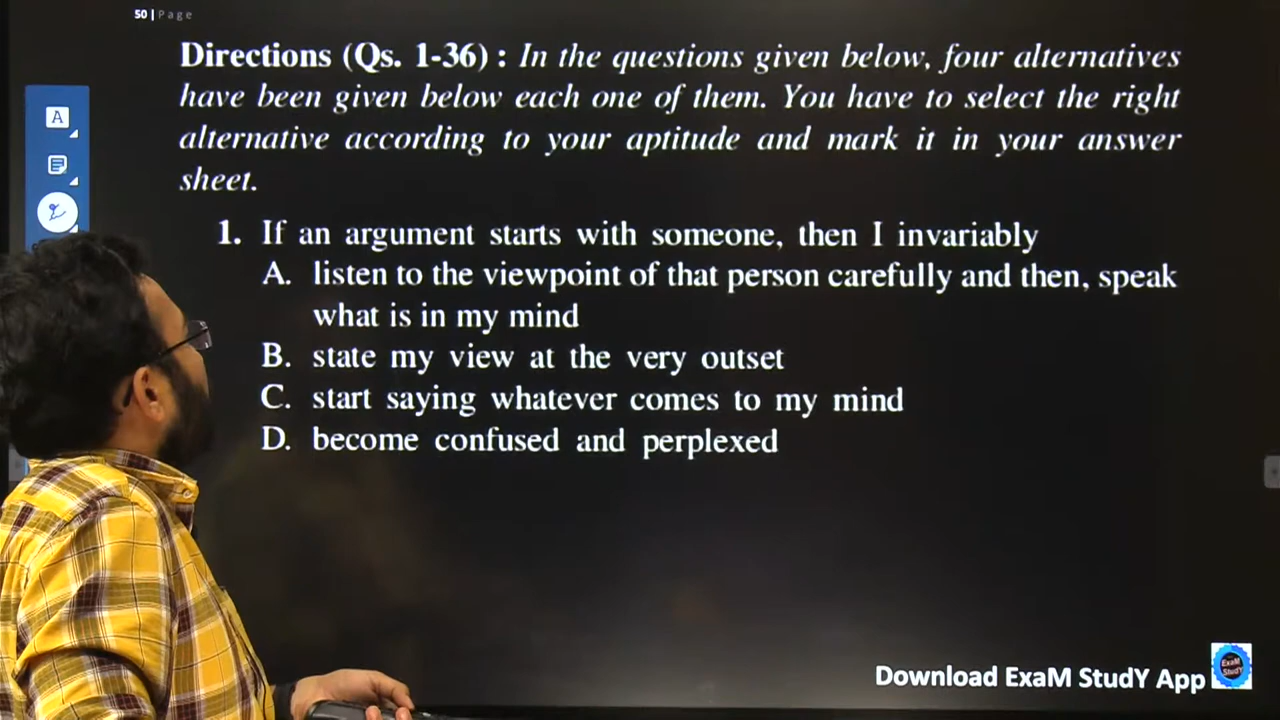 50 | Page
Directions (Qs. 1-36) : In the questions given below, four alternatives
have been given below each one of them. You have to select the right
alternative according to your aptitude and mark it in your answer
sheet.
1. If an argument starts with someone, then I invariably
A. listen to the viewpoint of that person carefully and then, speak
what is in my mind
B. state my view at the very outset
C. start saying whatever comes to my mind
D. become confused and perplexed
Download ExaM StudY App
ExaM
StudY
A